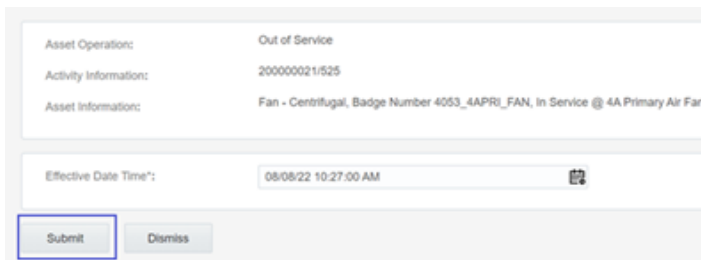 Asset Operation: Out of Service
Activity Information: 200000021/525
Asset Information: Fan - Centrifugal, Badge Number 4053_4APRI_FAN, In Service @ 4A Primary Air Fan
Effective Date Time*: 08/08/22 10:27:00 AM
Submit Dismiss